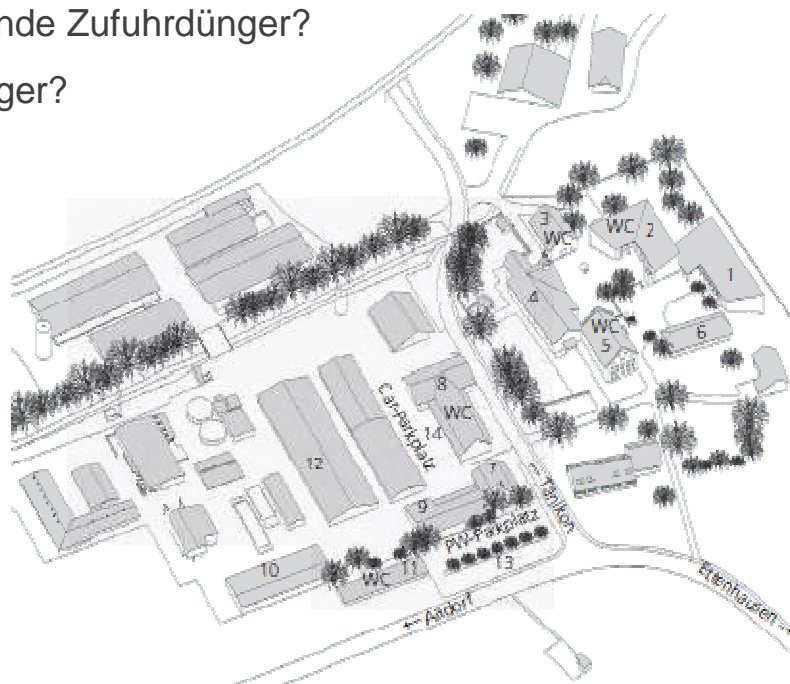 nde Zufuhrdünger?
ger?
3
WC
WC
2
1
4
WC
5
6
8
WC
14
Car-Parkplatz
12
7
9
Tänikon
PW-Parkplatz
10
WC
11
13
← Aadorf
Ettenhausen →